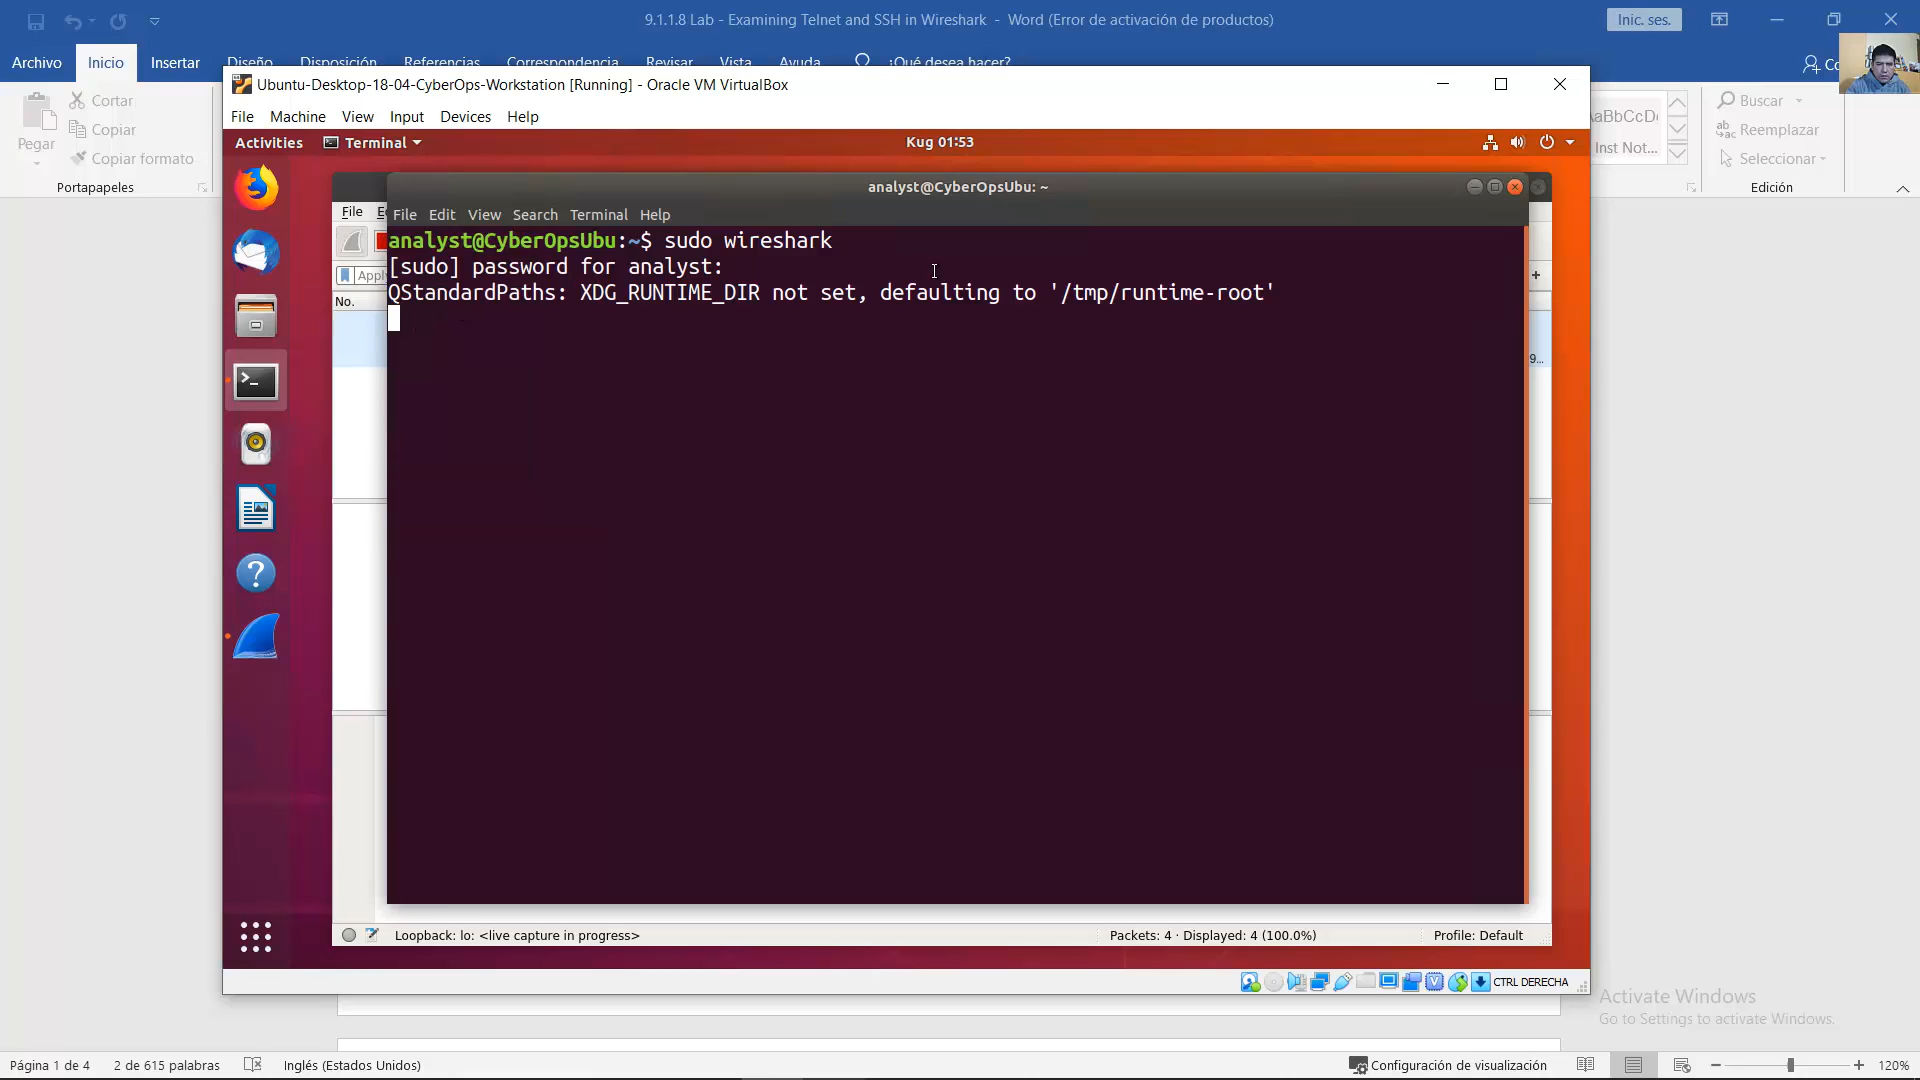 9.1.1.8 Lab - Examining Telnet and SSH in Wireshark - Word (Error de activación de productos)
Inic. ses.
Archivo
Inicio
Insertar
Diseño
Disposición
Referencias
Correspondencia
Revisar
Vista
Ayuda
¿Qué desea hacer?
Co
Pegar
Cortar
Copiar
Copiar formato
Portapapeles
AaBbCcD
Inst Not...
Buscar
Reemplazar
Seleccionar
Edición
Ubuntu-Desktop-18-04-CyberOps-Workstation [Running] - Oracle VM VirtualBox
File Machine View Input Devices Help
Activities
Terminal
Kug 01:53
analyst@CyberOpsUbu: ~
File
File Edit View Search Terminal Help
Apply
No.
analyst@CyberOpsUbu:~$ sudo wireshark
[sudo] password for analyst:
QStandardPaths: XDG_RUNTIME_DIR not set, defaulting to '/tmp/runtime-root'
9...
Loopback: lo: <live capture in progress>
Packets: 4 · Displayed: 4 (100.0%)
Profile: Default
CTRL DERECHA
Activate Windows
Go to Settings to activate Windows.
Página 1 de 4
2 de 615 palabras
Inglés (Estados Unidos)
Configuración de visualización
120%